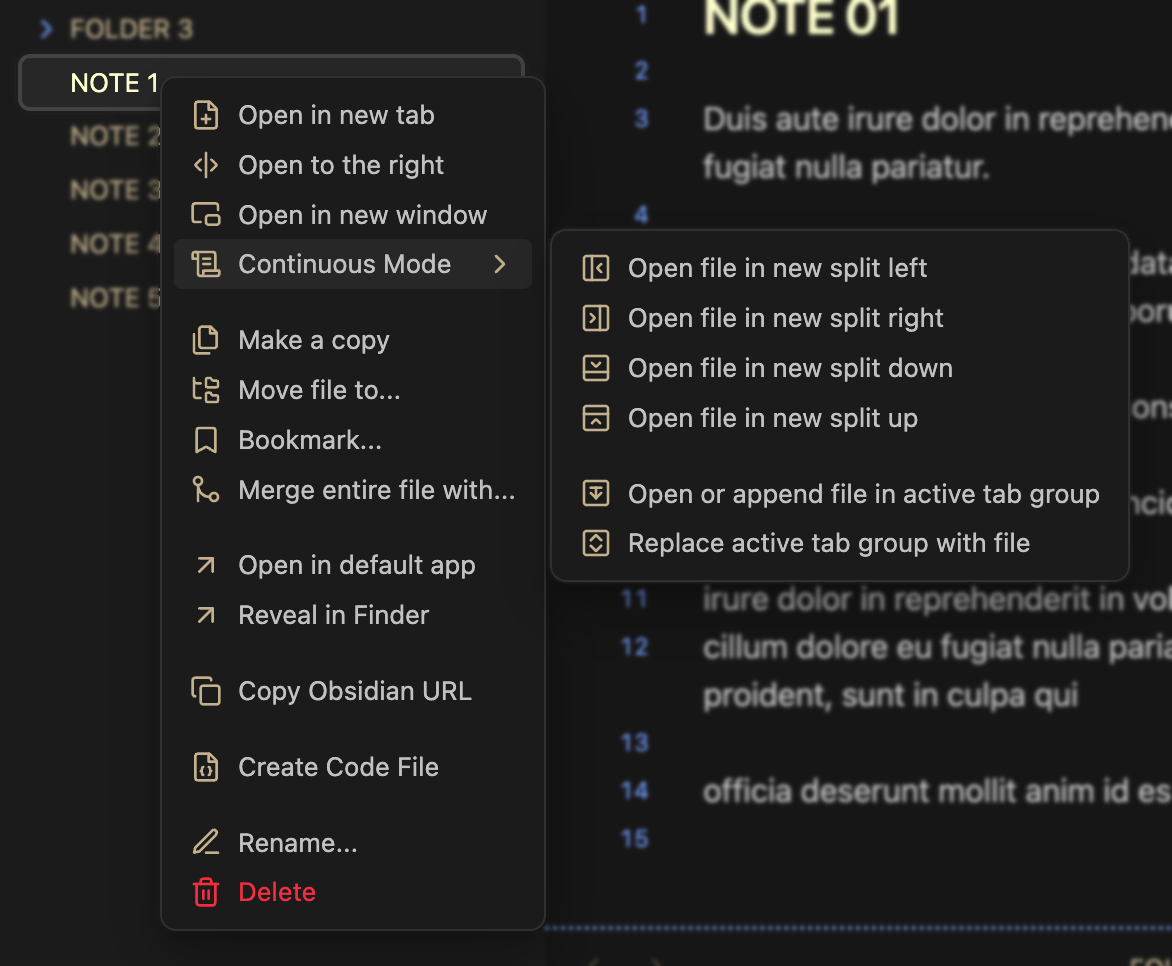 FOLDER 3
NOTE 1
NOTE 2
NOTE 3
NOTE 4
NOTE 5
Open in new tab
Open to the right
Open in new window
Continuous Mode
Make a copy
Move file to...
Bookmark...
Merge entire file with...
Open in default app
Reveal in Finder
Copy Obsidian URL
Create Code File
Rename...
Delete
Open file in new split left
Open file in new split right
Open file in new split down
Open file in new split up
Open or append file in active tab group
Replace active tab group with file
1 NOTE 01
2
3 Duis aute irure dolor in
fugiat nulla pariatur.
4
11 irure dolor in reprehenderit in
12 cillum dolore eu fugiat nulla
proident, sunt in culpa qui
13
14 officia deserunt mollit anim id
15